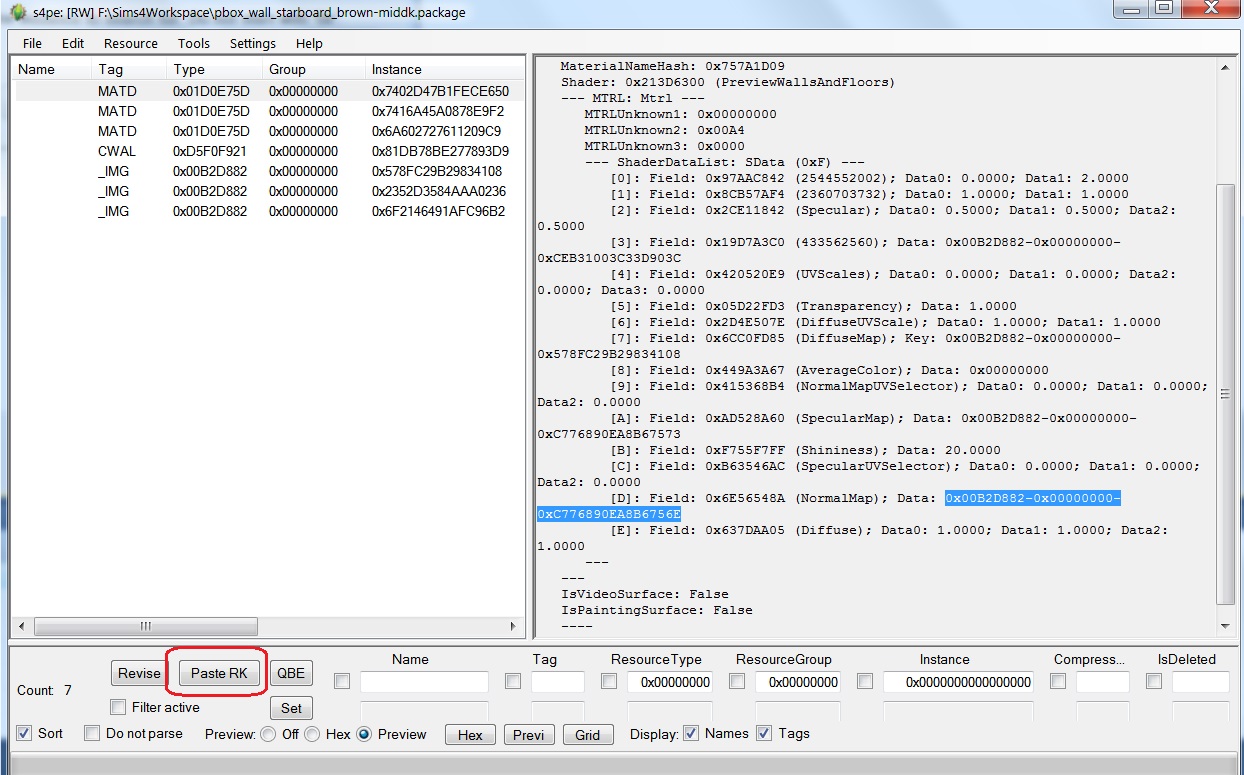 s4pe: [RW] F:\Sims4Workspace\pbox_wall_starboard_brown-middk.package
File Edit Resource Tools Settings Help
Name Tag Type Group Instance
MATD 0x01D0E75D 0x00000000 0x7402D47B1FECE650
MATD 0x01D0E75D 0x00000000 0x7416A45A0878E9F2
MATD 0x01D0E75D 0x00000000 0x6A602727611209C9
CWAL 0xD5F0F921 0x00000000 0x81DB78BE277893D9
_IMG 0x00B2D882 0x00000000 0x578FC29B29834108
_IMG 0x00B2D882 0x00000000 0x2352D3584AAA0236
_IMG 0x00B2D882 0x00000000 0x6F2146491AFC96B2
MaterialNameHash: 0x757A1D09
Shader: 0x213D6300 (PreviewWallsAndFloors)
--- MTRL: Mtrl ---
MTRLUnknown1: 0x00000000
MTRLUnknown2: 0x00A4
MTRLUnknown3: 0x0000
--- ShaderDataList: SData (0xF) ---
[0]: Field: 0x97AAC842 (2544552002); Data0: 0.0000; Data1: 2.0000
[1]: Field: 0x8CB57AF4 (2360703732); Data0: 1.0000; Data1: 1.0000
[2]: Field: 0x2CE11842 (Specular); Data0: 0.5000; Data1: 0.5000; Data2:
0.5000
[3]: Field: 0x19D7A3C0 (433562560); Data: 0x00B2D882-0x00000000-
0xCEB31003C33D903C
[4]: Field: 0x420520E9 (UVScales); Data0: 0.0000; Data1: 0.0000; Data2:
0.0000; Data3: 0.0000
[5]: Field: 0x05D22FD3 (Transparency); Data: 1.0000
[6]: Field: 0x2D4E507E (DiffuseUVScale); Data0: 1.0000; Data1: 1.0000
[7]: Field: 0x6CC0FD85 (DiffuseMap); Key: 0x00B2D882-0x00000000-
0x578FC29B29834108
[8]: Field: 0x449A3A67 (AverageColor); Data: 0x00000000
[9]: Field: 0x415368B4 (NormalMapUVSelector); Data0: 0.0000; Data1: 0.0000;
Data2: 0.0000
[A]: Field: 0xAD528A60 (SpecularMap); Data: 0x00B2D882-0x00000000-
0xC776890EA8B67573
[B]: Field: 0xF755F7FF (Shininess); Data: 20.0000
[C]: Field: 0xB63546AC (SpecularUVSelector); Data0: 0.0000; Data1: 0.0000;
Data2: 0.0000
[D]: Field: 0x6E56548A (NormalMap); Data: 0x00B2D882-0x00000000-
0xC776890EA8B6756E
[E]: Field: 0x637DAA05 (Diffuse); Data0: 1.0000; Data1: 1.0000; Data2:
1.0000
---
---
IsVideoSurface: False
IsPaintingSurface: False
----
Name Tag ResourceType ResourceGroup Instance Compress... IsDeleted
Count: 7 Revise Paste RK QBE 0x00000000 0x00000000 0x0000000000000000
Filter active Set
Sort Do not parse Preview: Off Hex Preview Hex Previ Grid Display: Names Tags